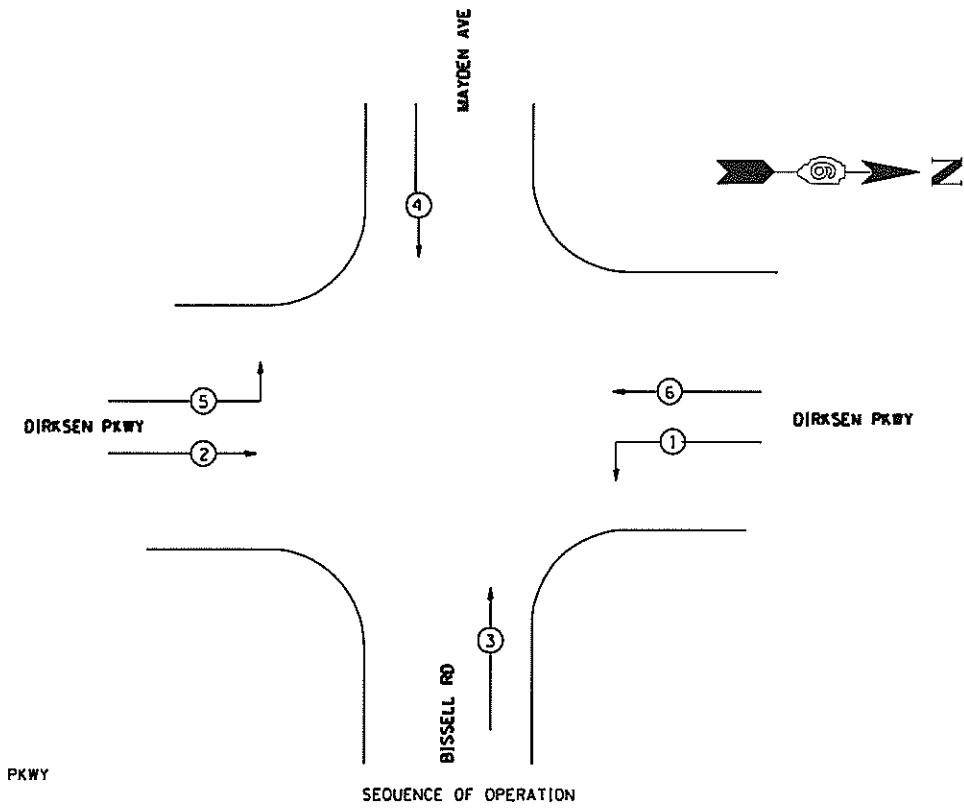 MAYDEN AVE
N
4
5
6
DIRKSEN PKWY
DIRKSEN PKWY
2
1
3
BISSELL RD
PKWY
SEQUENCE OF OPERATION